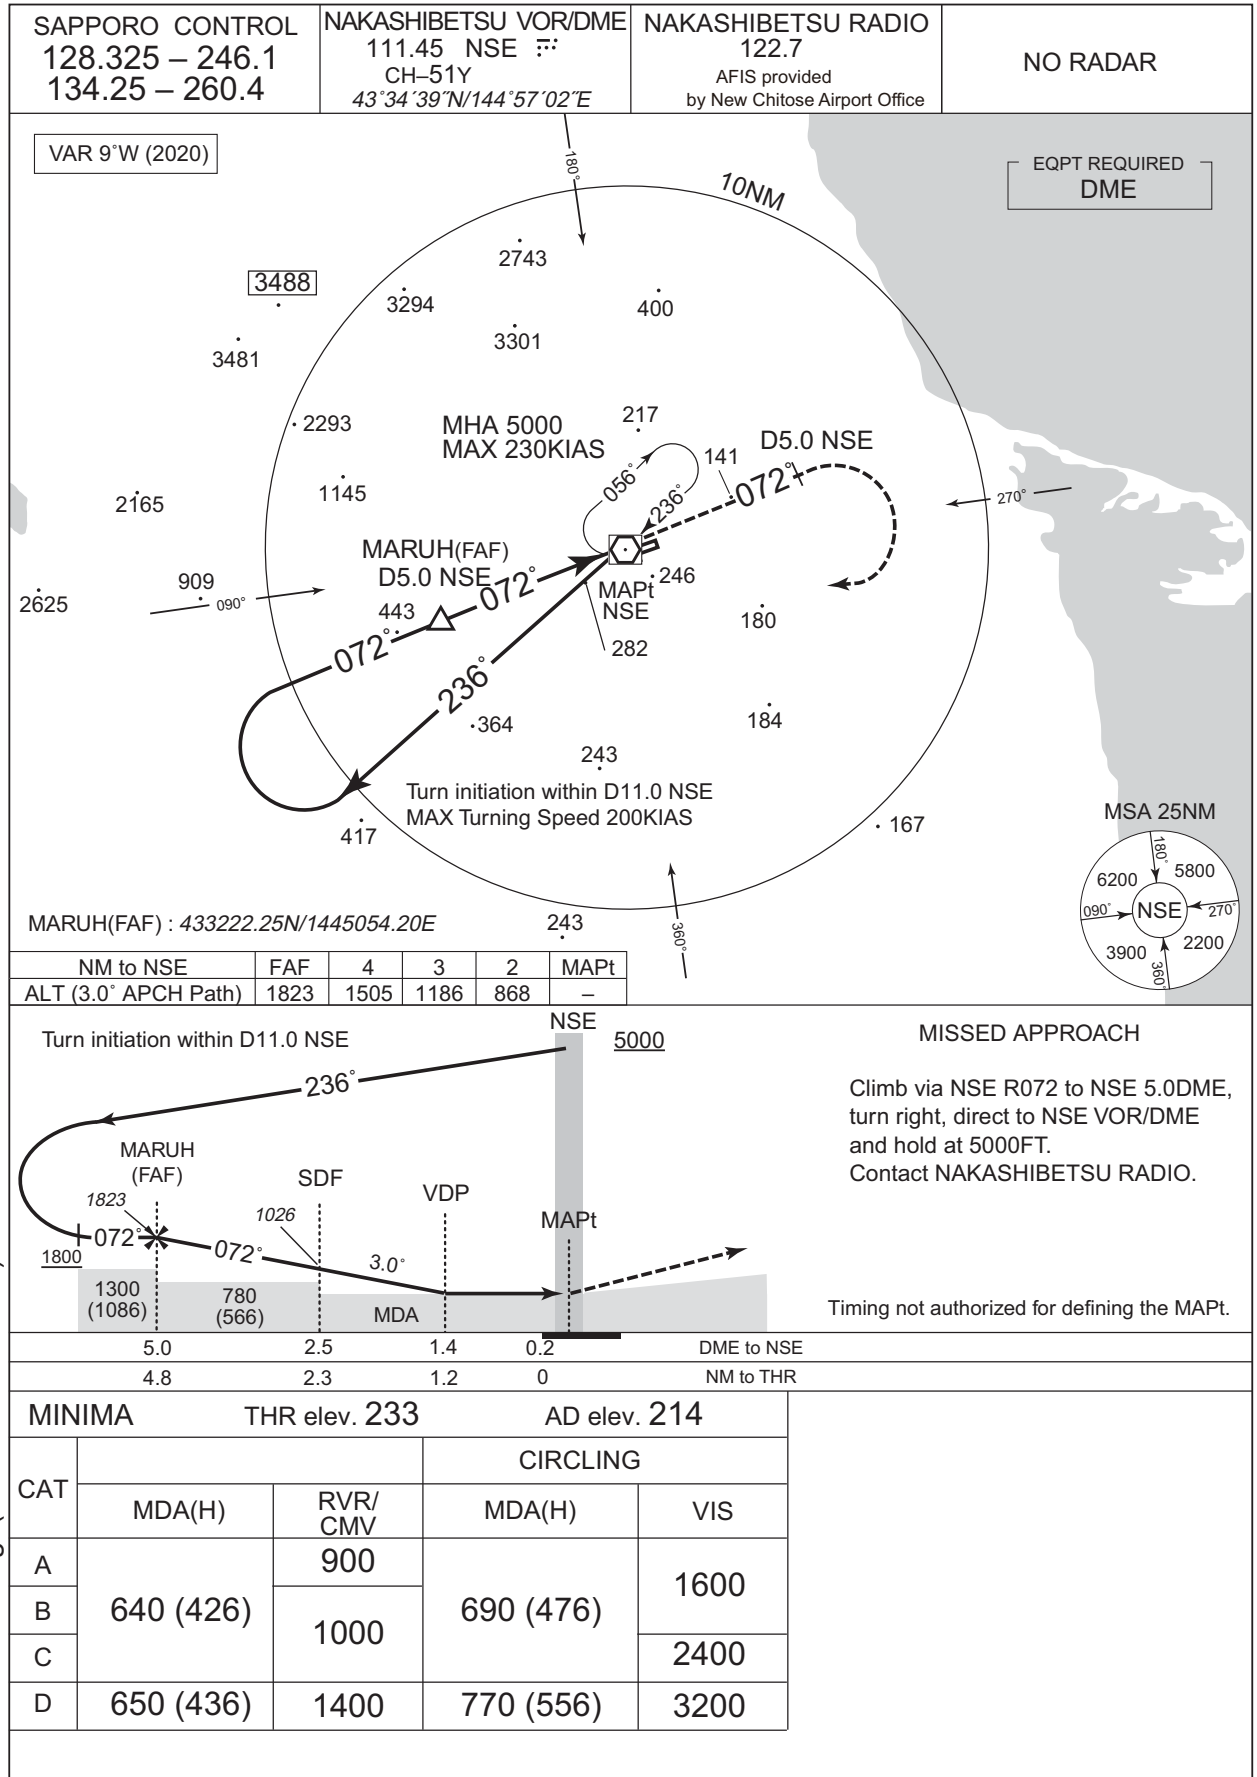 SAPPORO CONTROL
128.325 – 246.1
134.25 – 260.4
NAKASHIBETSU VOR/DME
111.45 NSE
CH–51Y
43°34´39˝N/144°57´02˝E
NAKASHIBETSU RADIO
122.7
AFIS provided
by New Chitose Airport Office
NO RADAR
VAR 9°W (2020)
EQPT REQUIRED
DME
180°
10NM
2743
3488
3294
400
3301
3481
2293
MHA 5000
MAX 230KIAS
217
D5.0 NSE
141
056°
236°
072°
270°
1145
2165
MARUH(FAF)
D5.0 NSE
072°
909
090°
2625
443
MAPt
NSE
246
180
282
072°
236°
364
184
243
Turn initiation within D11.0 NSE
MAX Turning Speed 200KIAS
417
167
MSA 25NM
180°
6200
5800
090°
NSE
270°
3900
2200
360°
MARUH(FAF) : 433222.25N/1445054.20E
243
360°
NM to NSE FAF 4 3 2 MAPt
ALT (3.0° APCH Path) 1823 1505 1186 868 –
Turn initiation within D11.0 NSE
NSE
5000
236°
MARUH
(FAF)
1823
SDF
1026
VDP
MAPt
072°
072°
3.0°
1800
1300
(1086)
780
(566)
MDA
MISSED APPROACH
Climb via NSE R072 to NSE 5.0DME,
turn right, direct to NSE VOR/DME
and hold at 5000FT.
Contact NAKASHIBETSU RADIO.
Timing not authorized for defining the MAPt.
5.0 2.5 1.4 0.2 DME to NSE
4.8 2.3 1.2 0 NM to THR
MINIMA THR elev. 233 AD elev. 214
CAT
CIRCLING
MDA(H)
RVR/
CMV
MDA(H)
VIS
A
900
1600
B
640 (426)
1000
690 (476)
C
2400
D 650 (436) 1400 770 (556) 3200